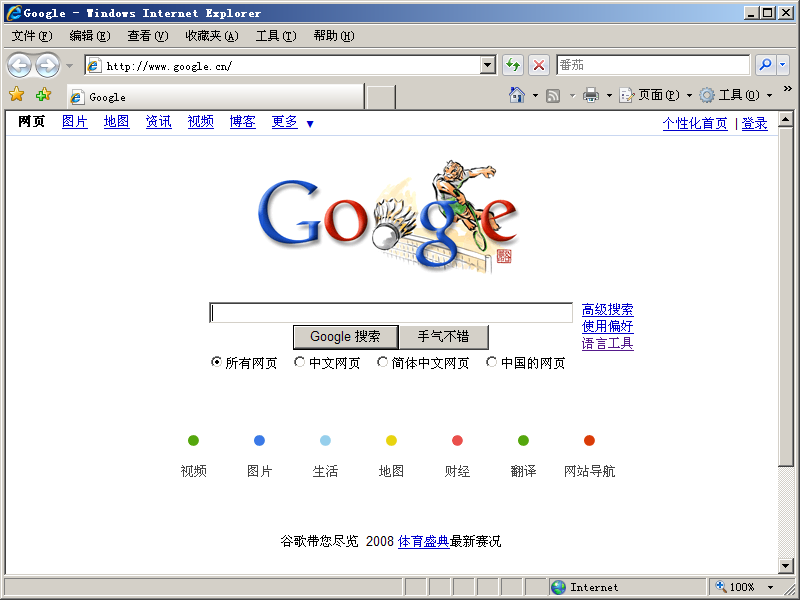 Google - Windows Internet Explorer
文件(F) 编辑(E) 查看(V) 收藏夹(A) 工具(T) 帮助(H)
http://www.google.cn/ 番茄
Google 页面(P) 工具(O) »
网页 图片 地图 资讯 视频 博客 更多 ▼ 个性化首页 | 登录
Google
高级搜索
使用偏好
Google 搜索 手气不错
语言工具
所有网页 中文网页 简体中文网页 中国的网页
视频 图片 生活 地图 财经 翻译 网站导航
谷歌带您尽览 2008 体育盛典最新赛况
Internet 100%